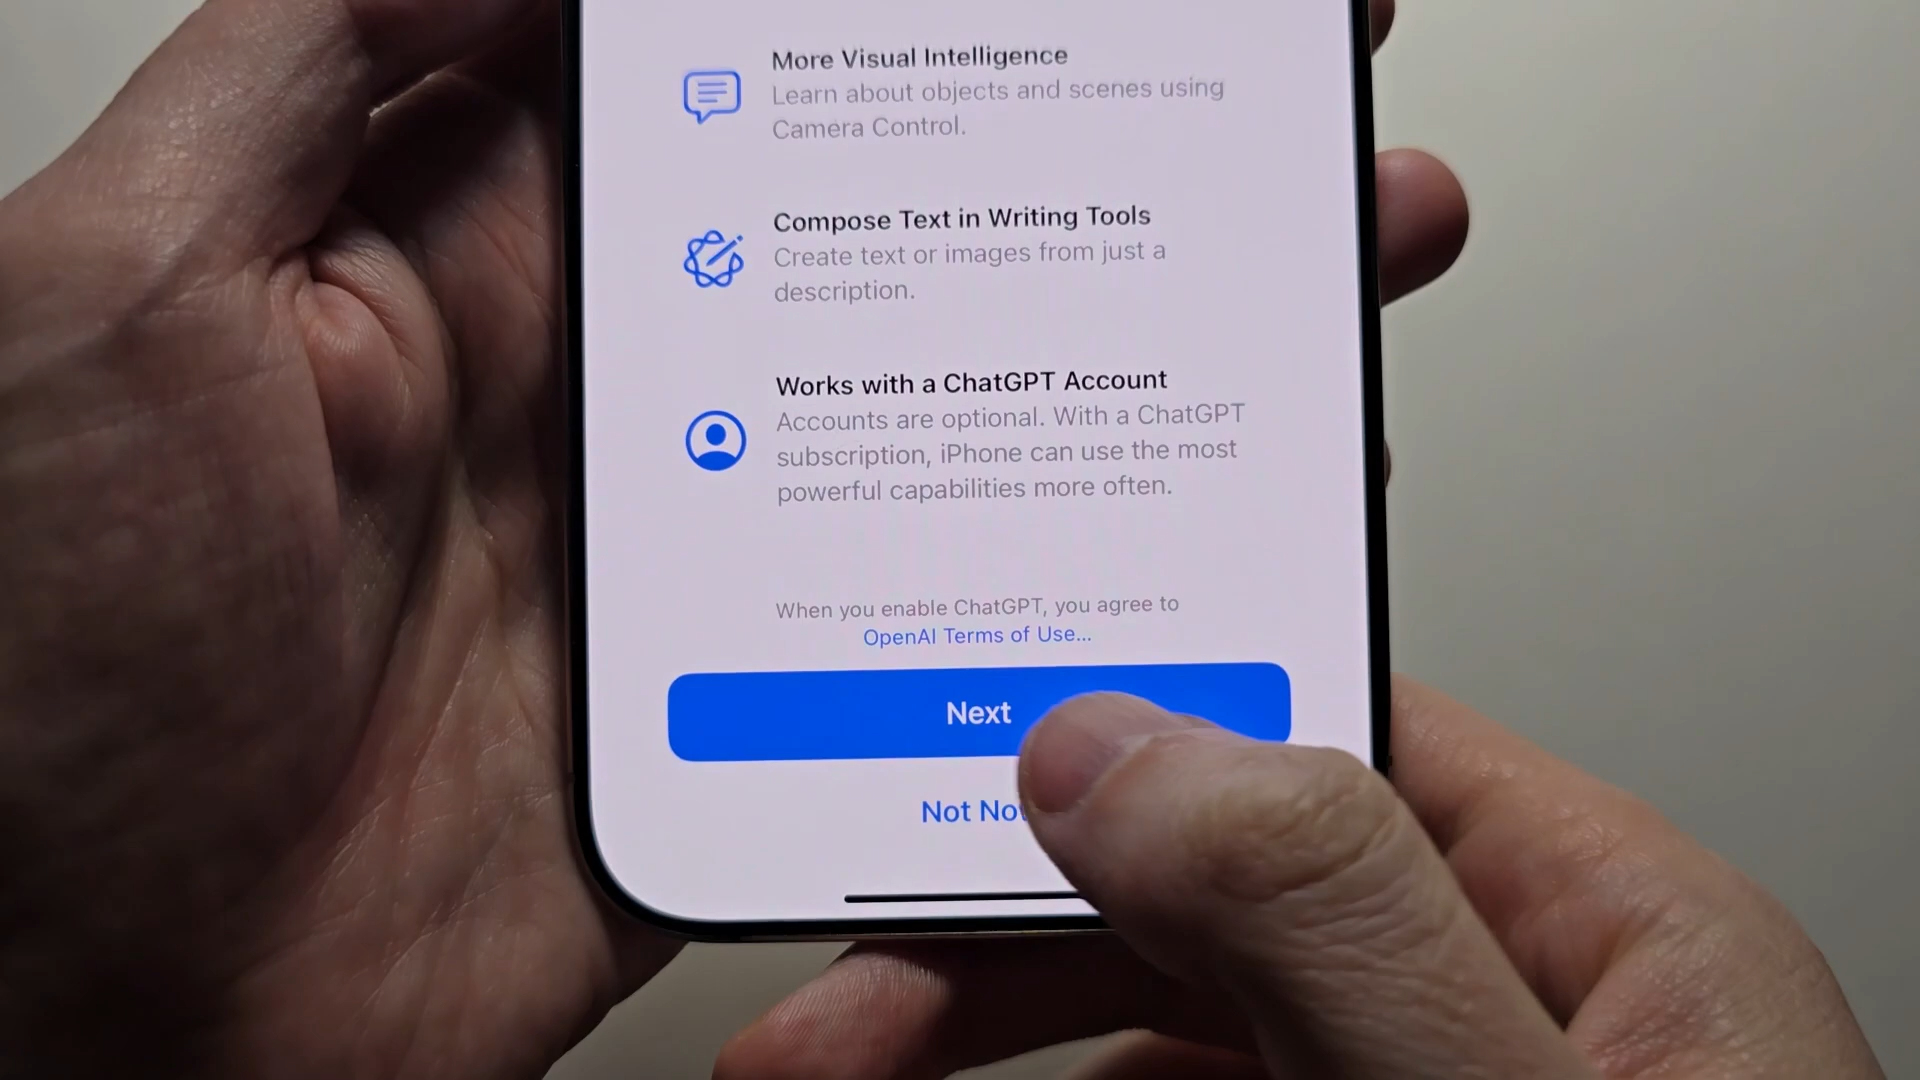 More Visual Intelligence
Learn about objects and scenes using
Camera Control.
Compose Text in Writing Tools
Create text or images from just a
description.
Works with a ChatGPT Account
Accounts are optional. With a ChatGPT
subscription, iPhone can use the most
powerful capabilities more often.
When you enable ChatGPT, you agree to
OpenAI Terms of Use...
Next
Not